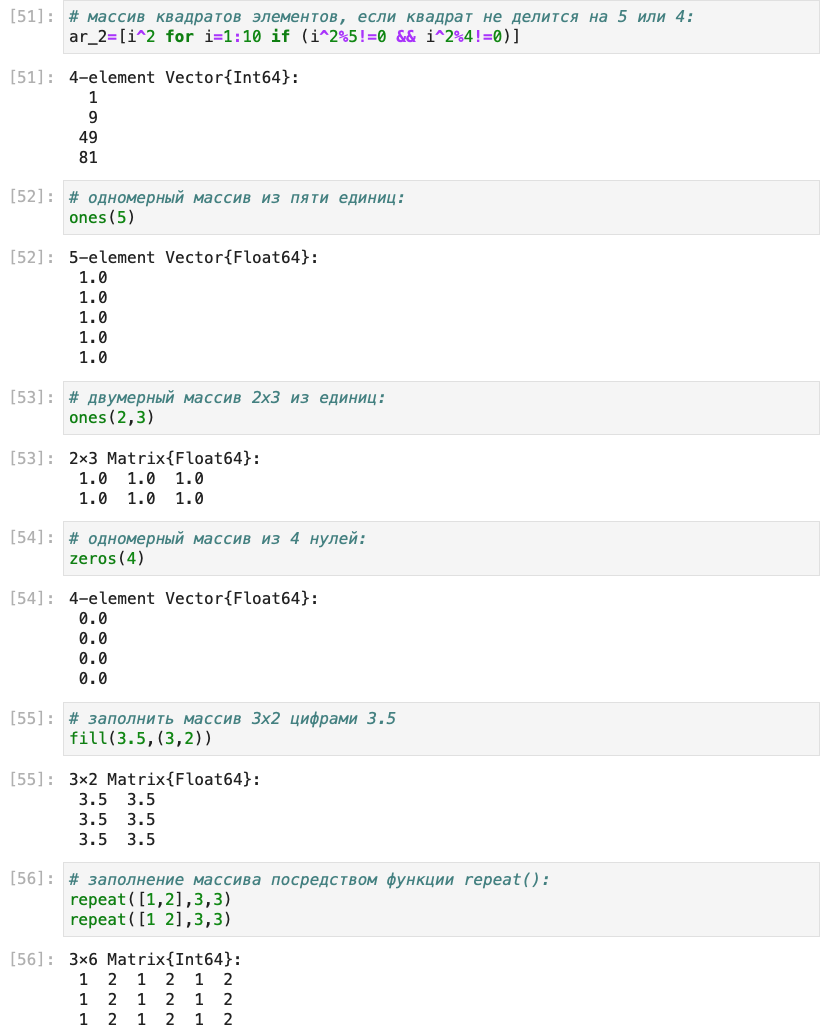 [51]: # массив квадратов элементов, если квадрат не делится на 5 или 4:
ar_2=[i^2 for i=1:10 if (i^2%5!=0 && i^2%4!=0)]
[51]: 4-element Vector{Int64}:
1
9
49
81
[52]: # одномерный массив из пяти единиц:
ones(5)
[52]: 5-element Vector{Float64}:
1.0
1.0
1.0
1.0
1.0
[53]: # двумерный массив 2x3 из единиц:
ones(2,3)
[53]: 2×3 Matrix{Float64}:
1.0  1.0  1.0
1.0  1.0  1.0
[54]: # одномерный массив из 4 нулей:
zeros(4)
[54]: 4-element Vector{Float64}:
0.0
0.0
0.0
0.0
[55]: # заполнить массив 3x2 цифрами 3.5
fill(3.5,(3,2))
[55]: 3×2 Matrix{Float64}:
3.5  3.5
3.5  3.5
3.5  3.5
[56]: # заполнение массива посредством функции repeat():
repeat([1,2],3,3)
repeat([1 2],3,3)
[56]: 3×6 Matrix{Int64}:
1  2  1  2  1  2
1  2  1  2  1  2
1  2  1  2  1  2